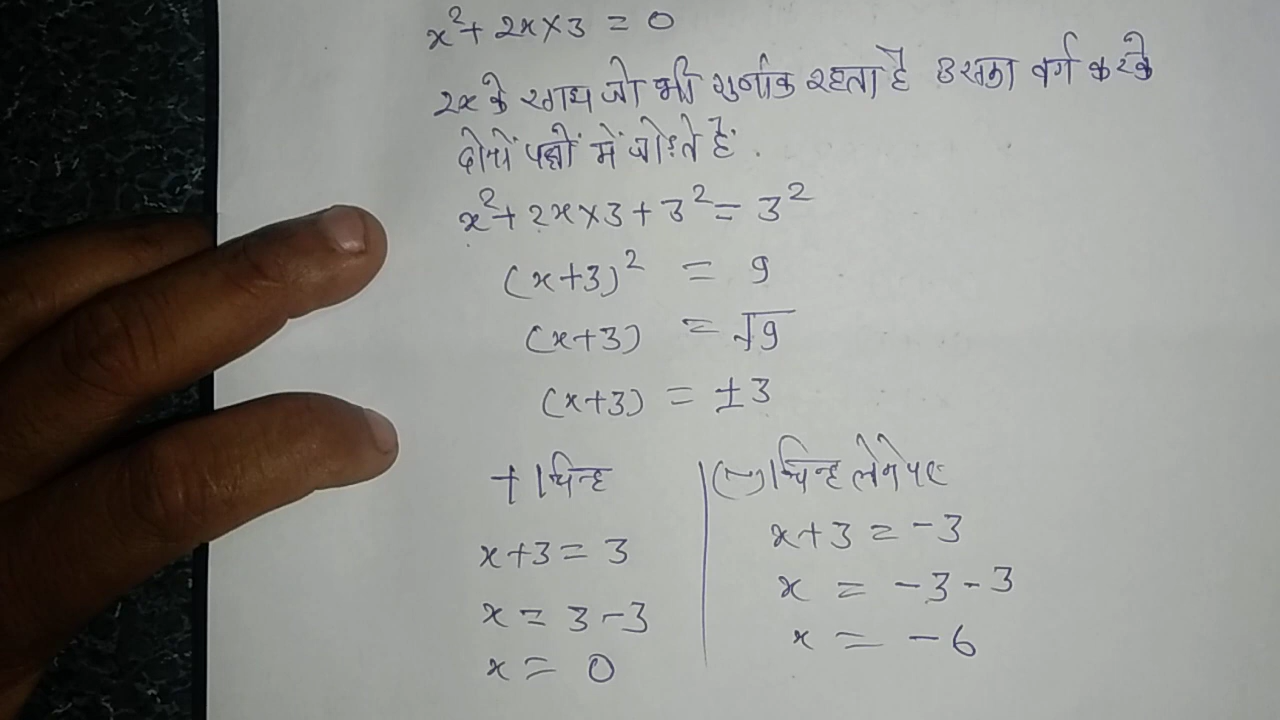 x² + 2x × 3 = 0
2x के साथ जो भी गुणांक रहता है उसका वर्ग करके
दोनों पक्षों में जोड़ते हैं.
x² + 2x × 3 + 3² = 3²
(x+3)² = 9
(x+3) = √9
(x+3) = ±3
+ चिन्ह
x+3 = 3
x = 3 - 3
x = 0
(-) चिन्ह लेने पर
x+3 = -3
x = -3 - 3
x = -6